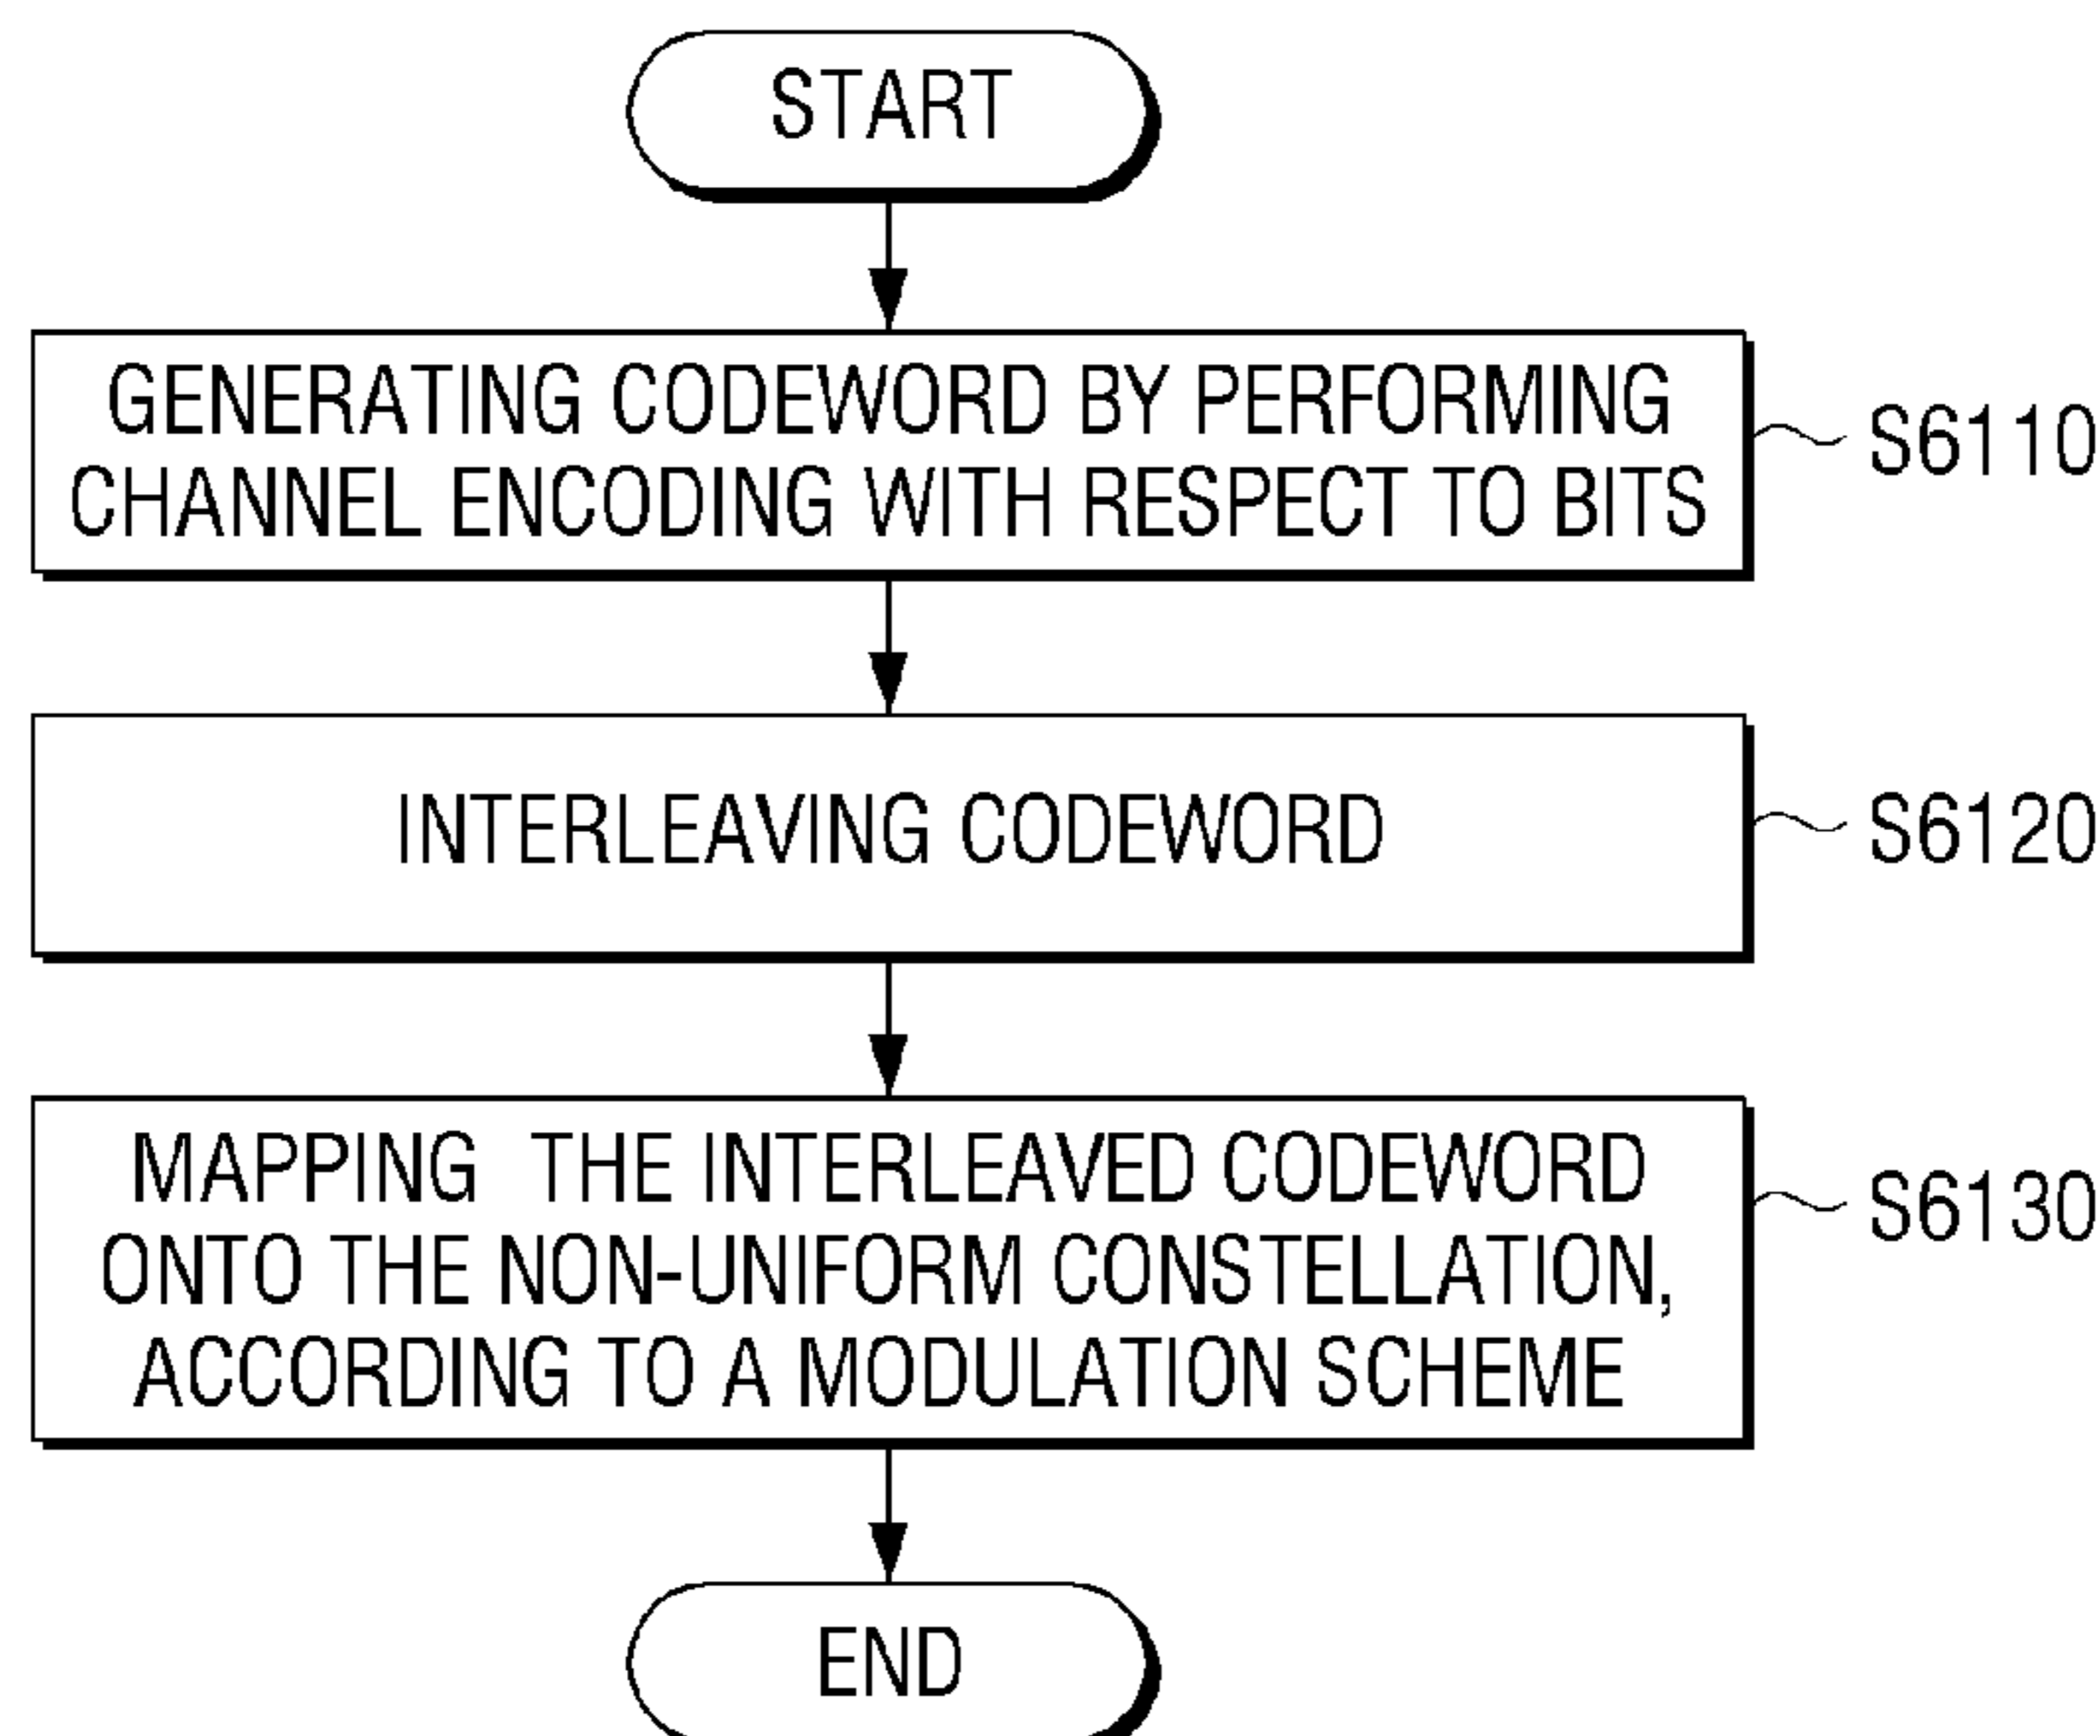 START
GENERATING CODEWORD BY PERFORMING
CHANNEL ENCODING WITH RESPECT TO BITS
S6110
INTERLEAVING CODEWORD
S6120
MAPPING THE INTERLEAVED CODEWORD
ONTO THE NON-UNIFORM CONSTELLATION,
ACCORDING TO A MODULATION SCHEME
S6130
END